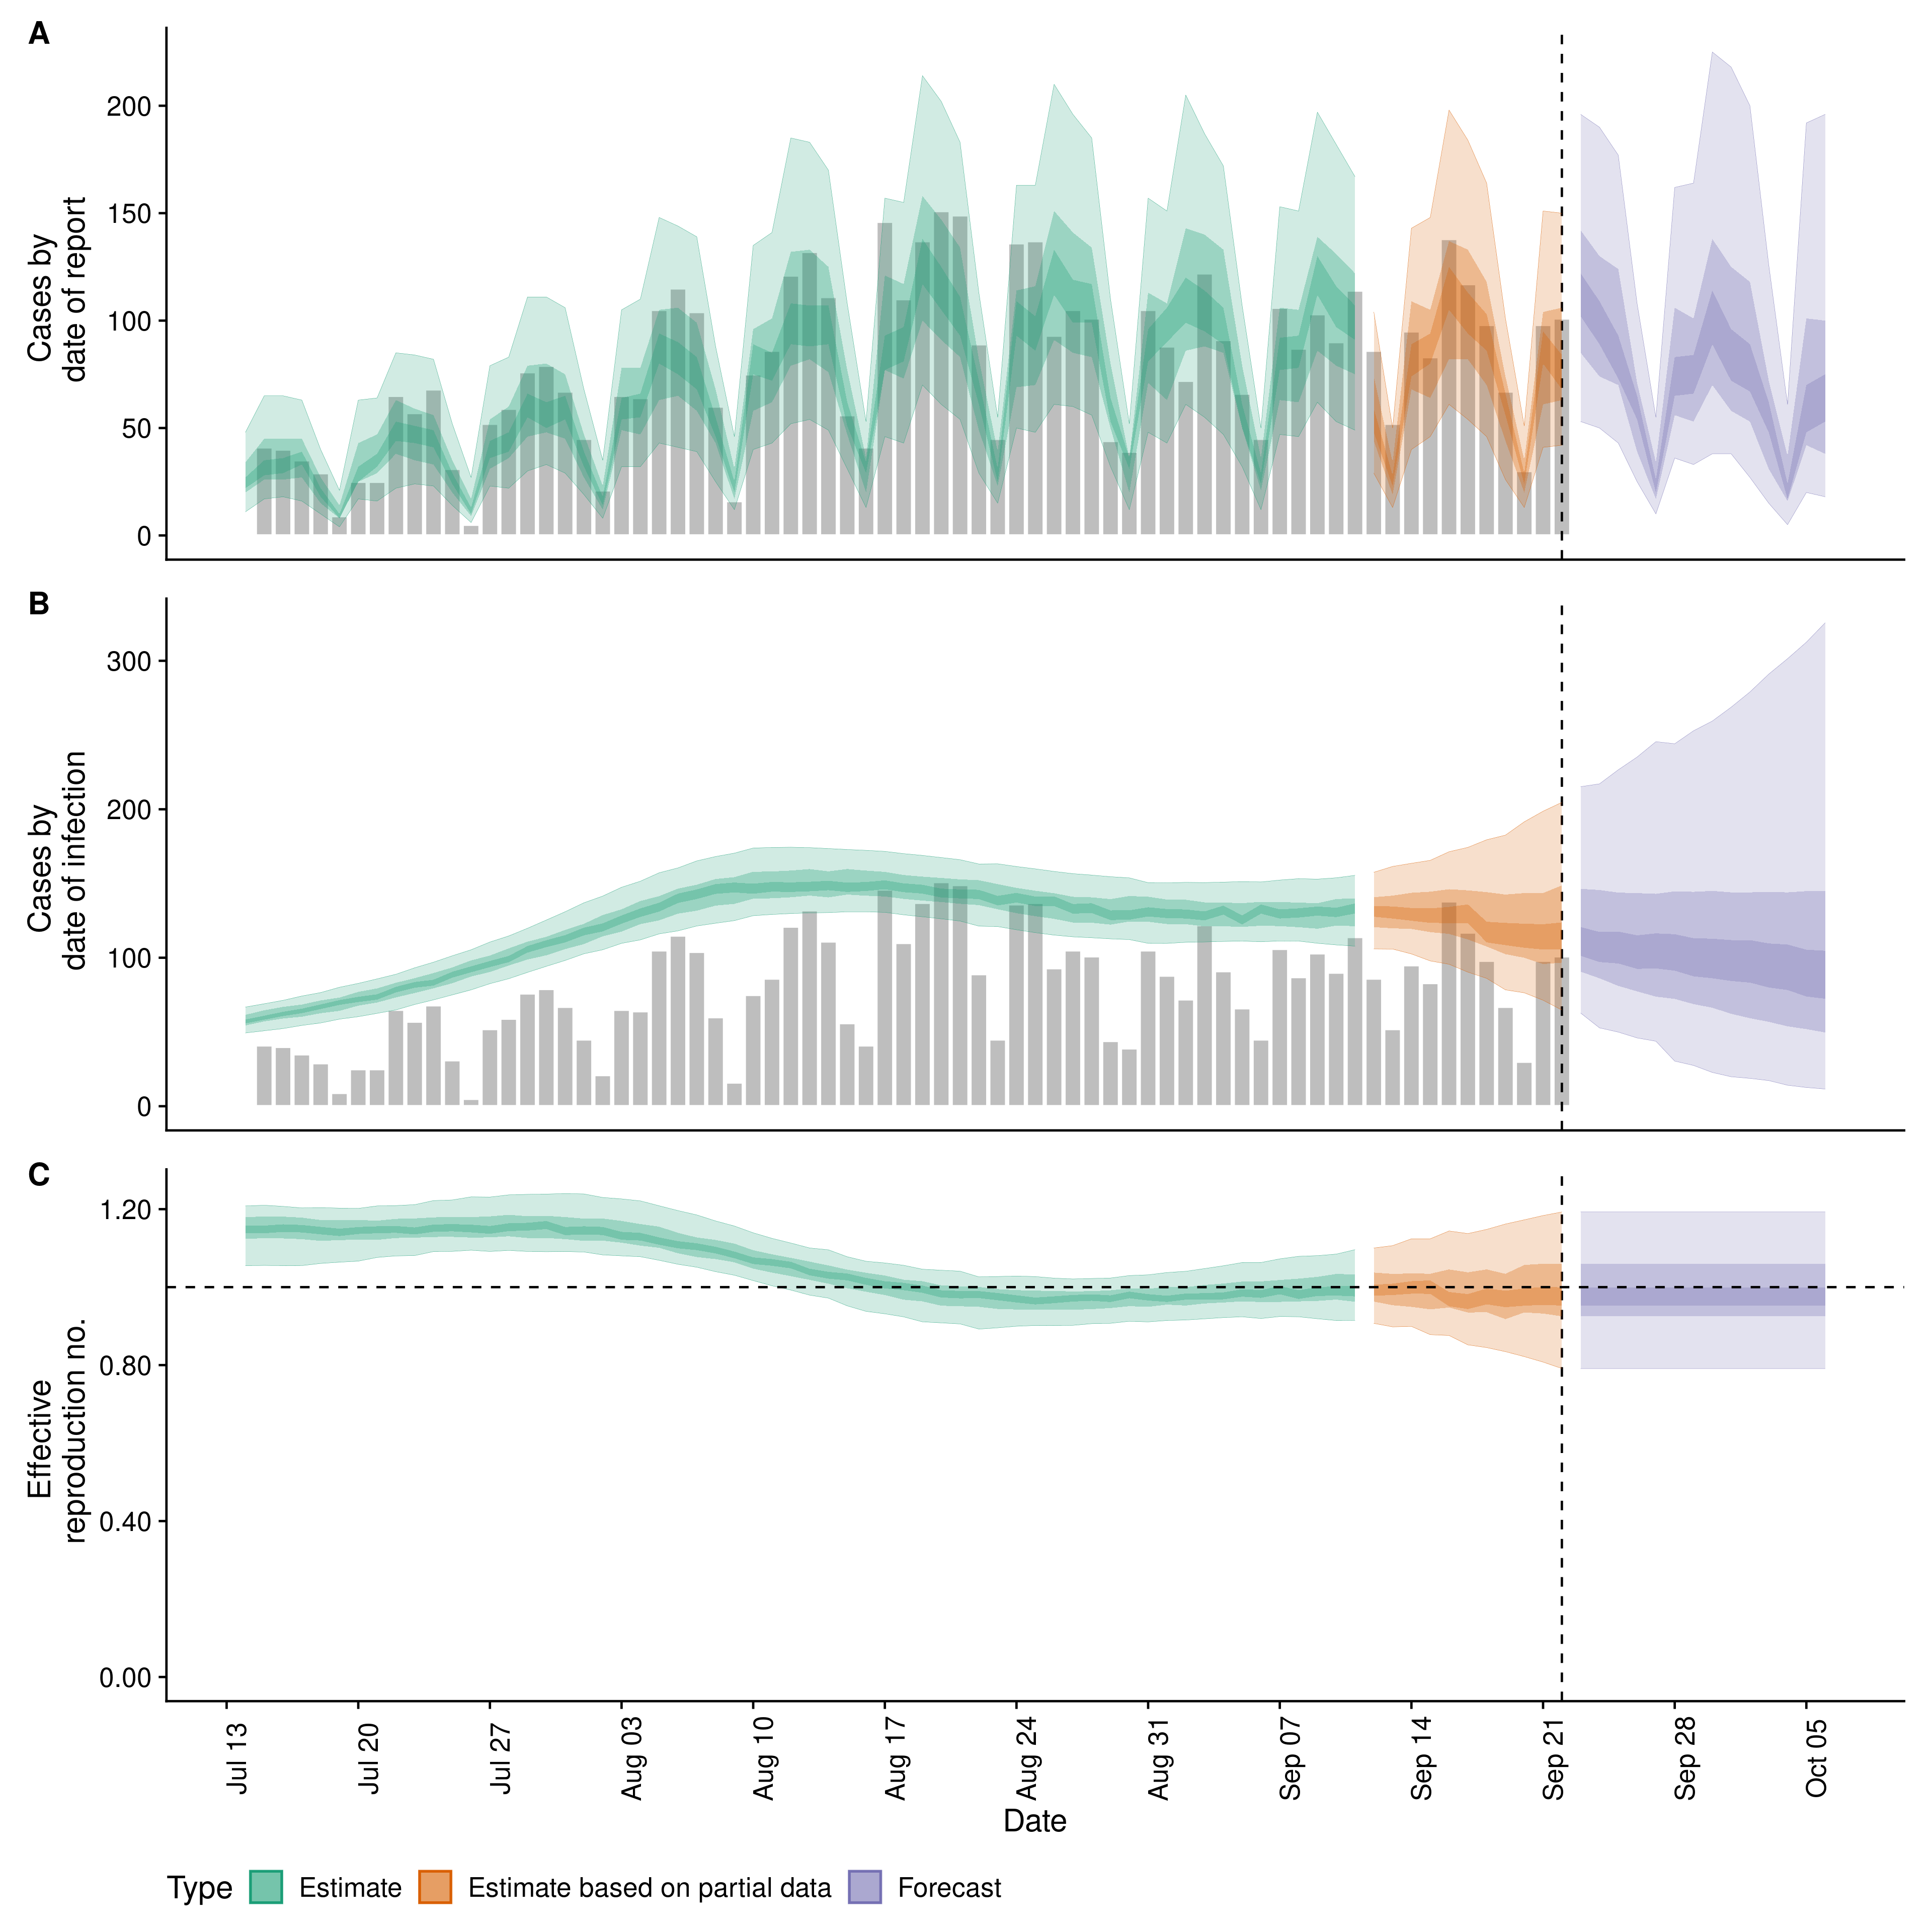 A
Cases by
date of report
200
150
100
50
0
B
Cases by
date of infection
300
200
100
0
C
Effective
reproduction no.
1.20
0.80
0.40
0.00
Jul 13
Jul 20
Jul 27
Aug 03
Aug 10
Aug 17
Aug 24
Aug 31
Sep 07
Sep 14
Sep 21
Sep 28
Oct 05
Date
Type Estimate Estimate based on partial data Forecast